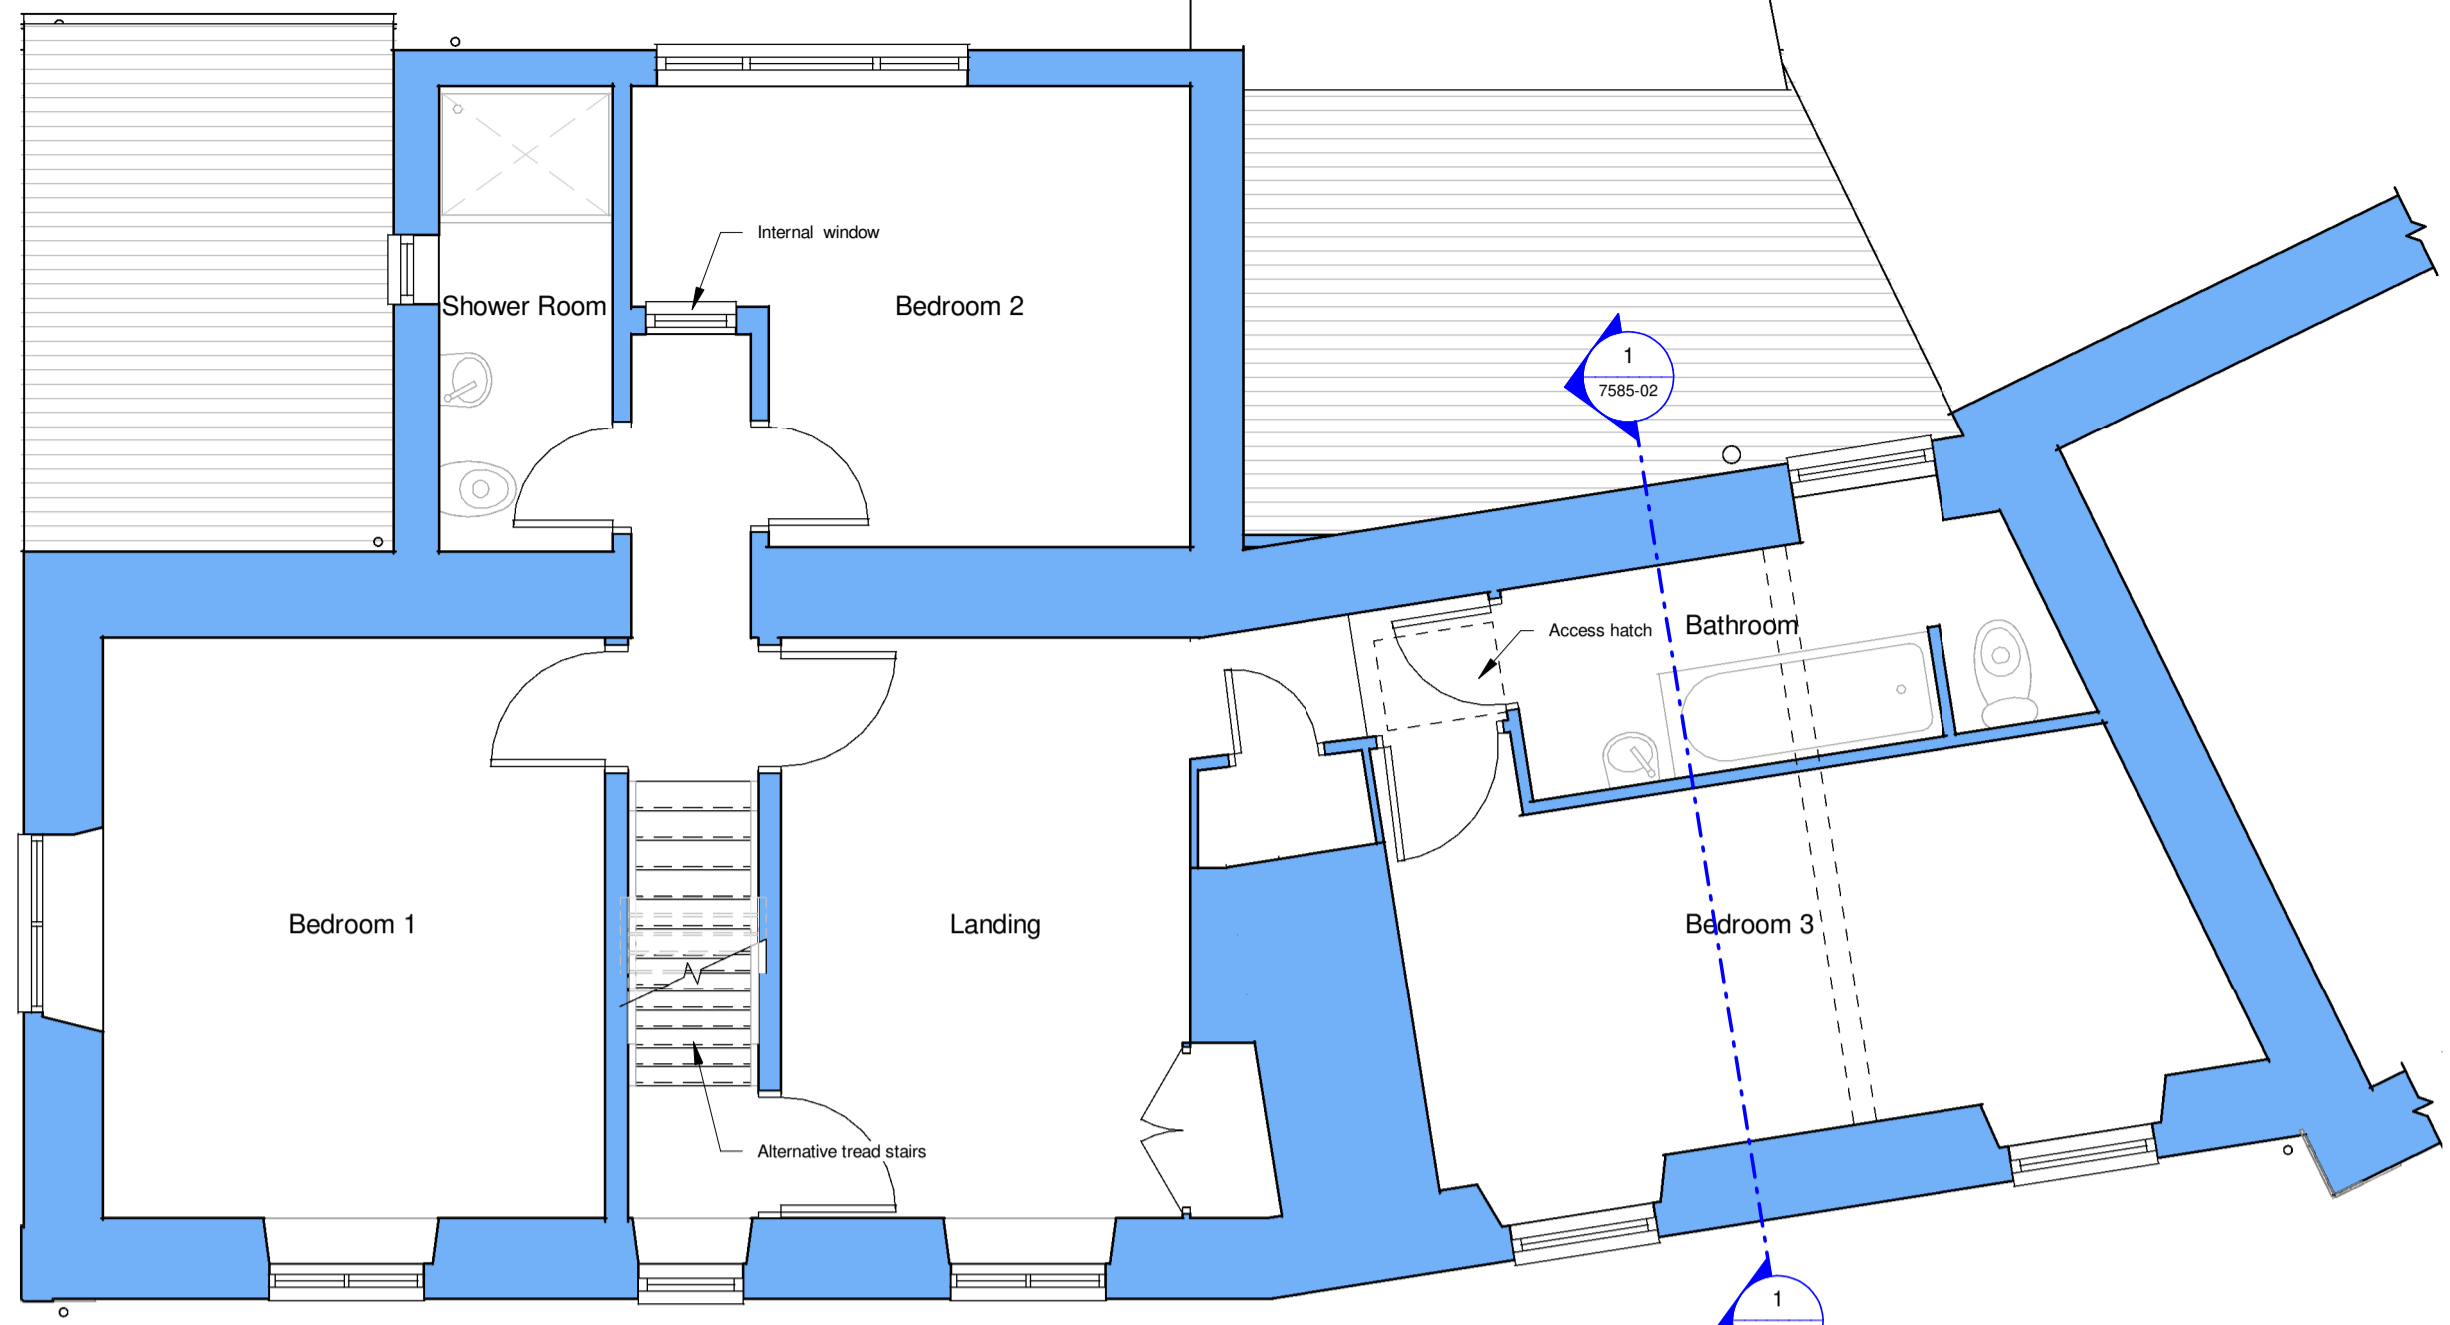 Internal window
Shower Room
Bedroom 2
1
7585-02
Access hatch
Bathroom
Bedroom 1
Landing
Bedroom 3
Alternative tread stairs
1